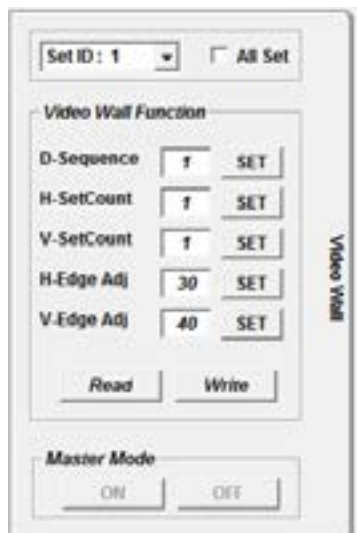 Set ID : 1 All Set
Video Wall Function
D-Sequence 1 SET
H-SetCount 1 SET
V-SetCount 1 SET
H-Edge Adj 30 SET
V-Edge Adj 40 SET
Read Write
Master Mode
ON OFF
Video Wall